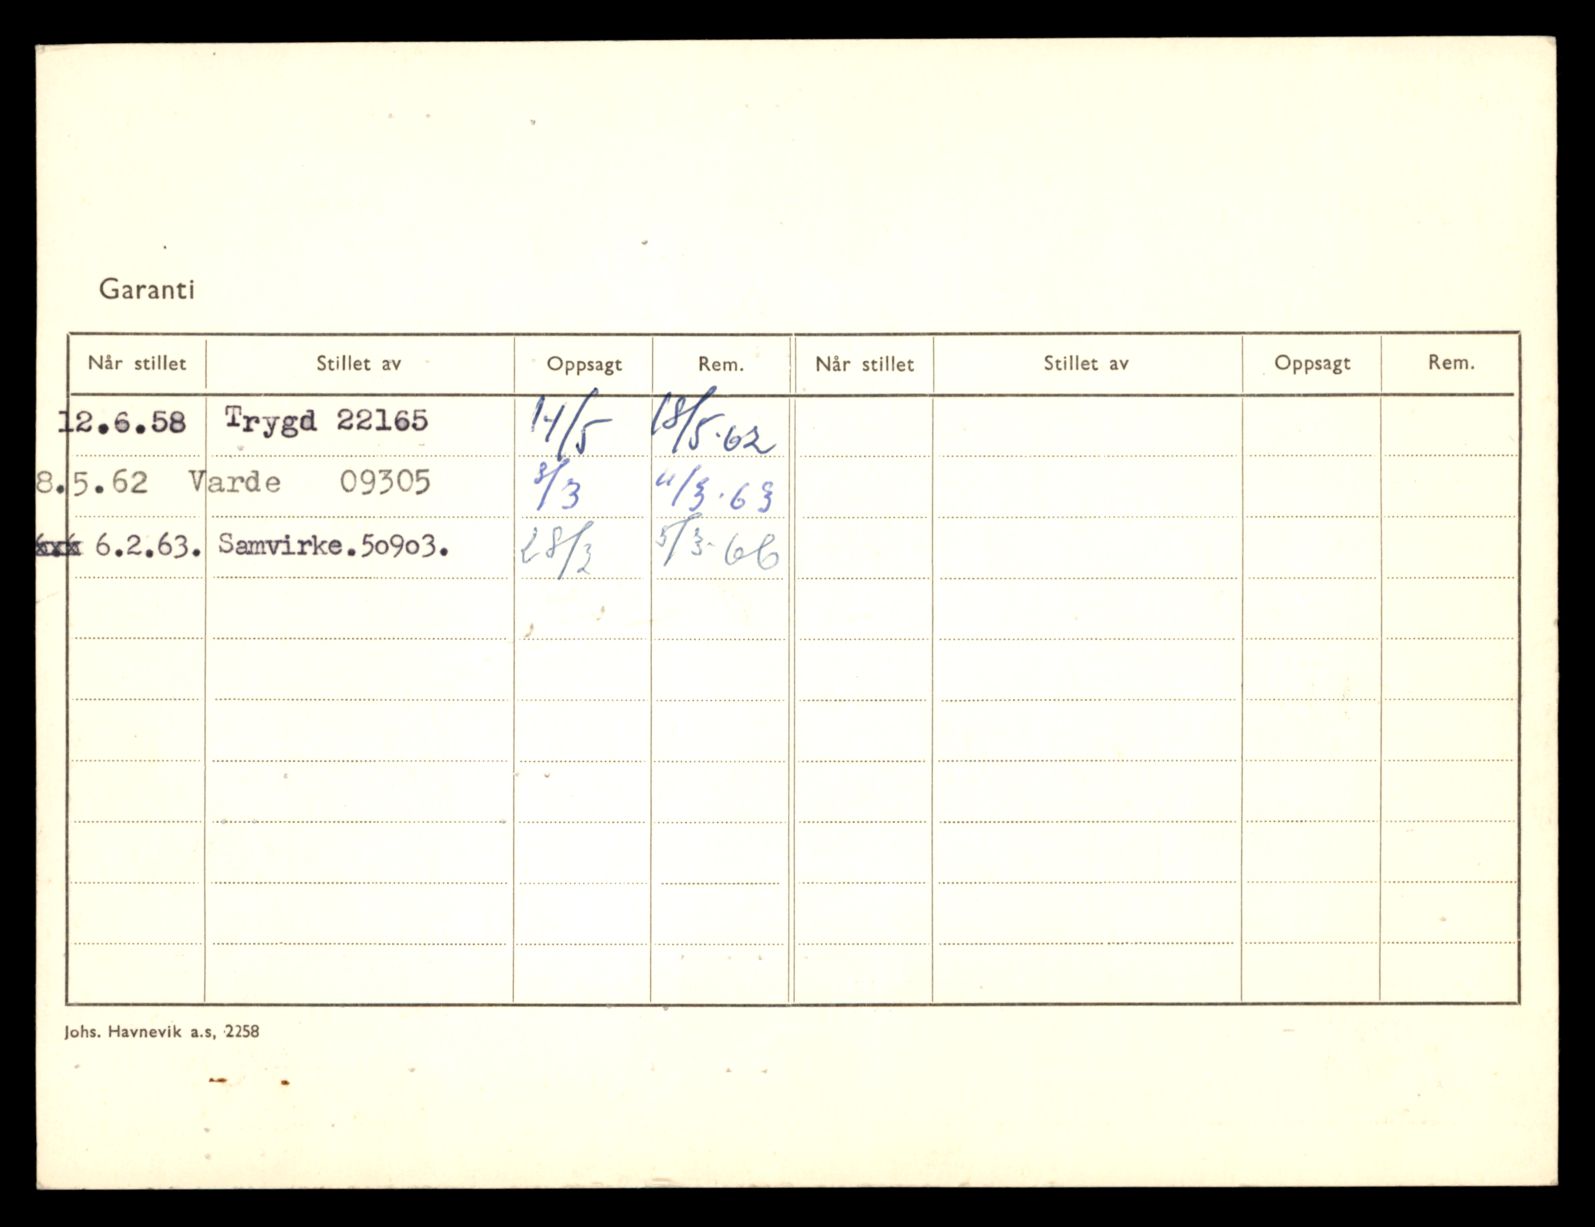 Garanti
Når stillet Stillet av Oppsagt Rem. Når stillet Stillet av Oppsagt Rem.
12.6.58 Trygd 22165 14/5 18/5.62
8.5.62 Varde 09305 8/3 11/3.63
6.2.63. Samvirke.50903. 28/2 5/3.66
Johs. Havnevik a.s, 2258